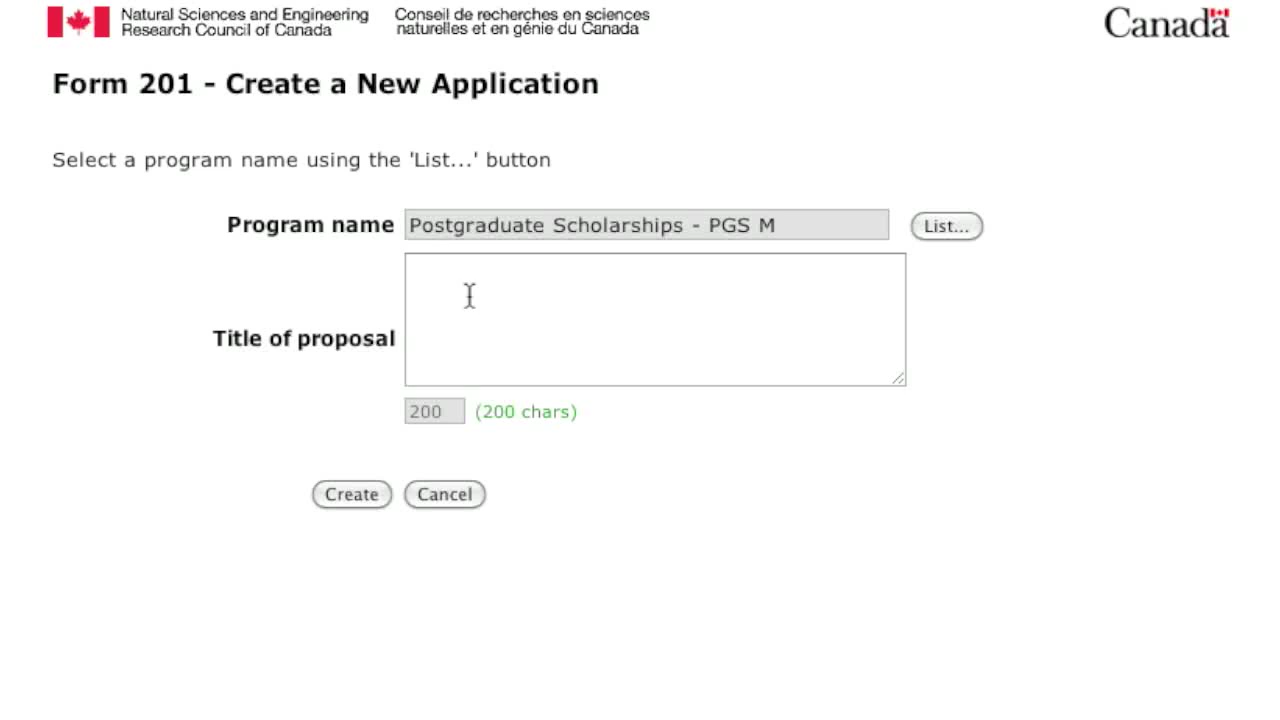 Natural Sciences and Engineering Conseil de recherches en sciences
Research Council of Canada naturelles et en génie du Canada
Canada
Form 201 - Create a New Application
Select a program name using the 'List...' button
Program name Postgraduate Scholarships - PGS M List...
Title of proposal
200 (200 chars)
Create Cancel